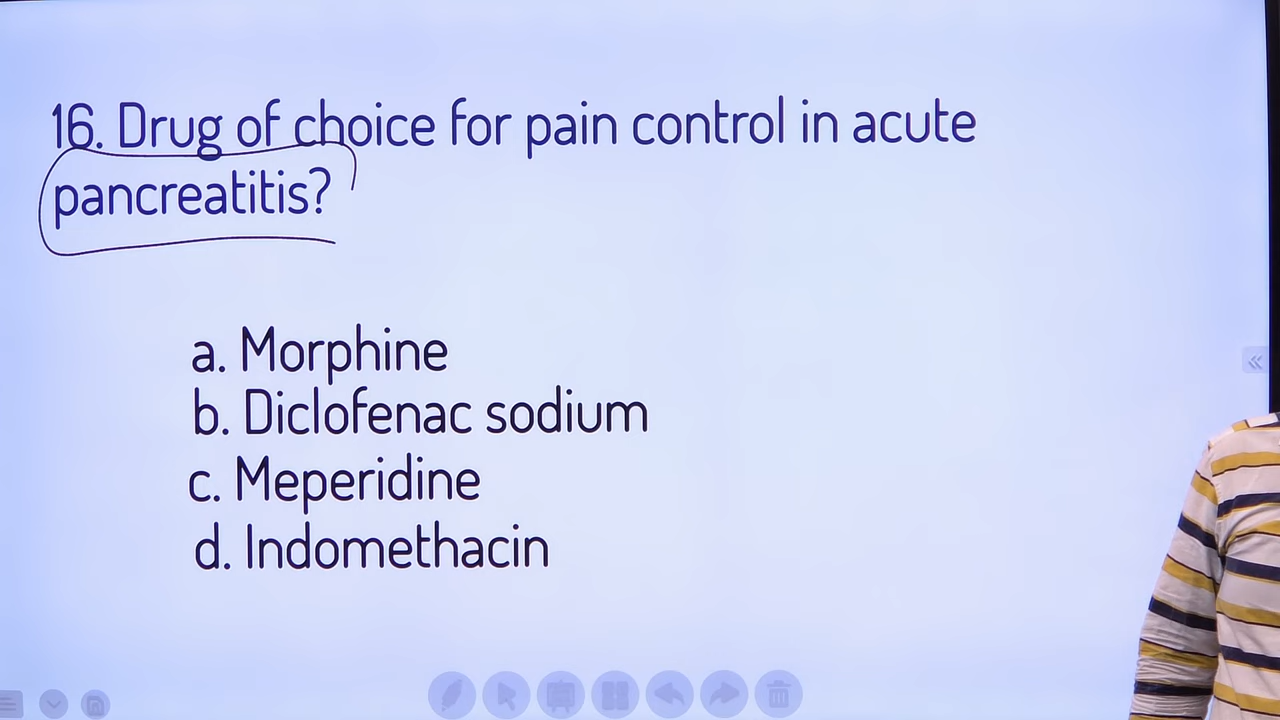 16. Drug of choice for pain control in acute
pancreatitis?
a. Morphine
b. Diclofenac sodium
c. Meperidine
d. Indomethacin